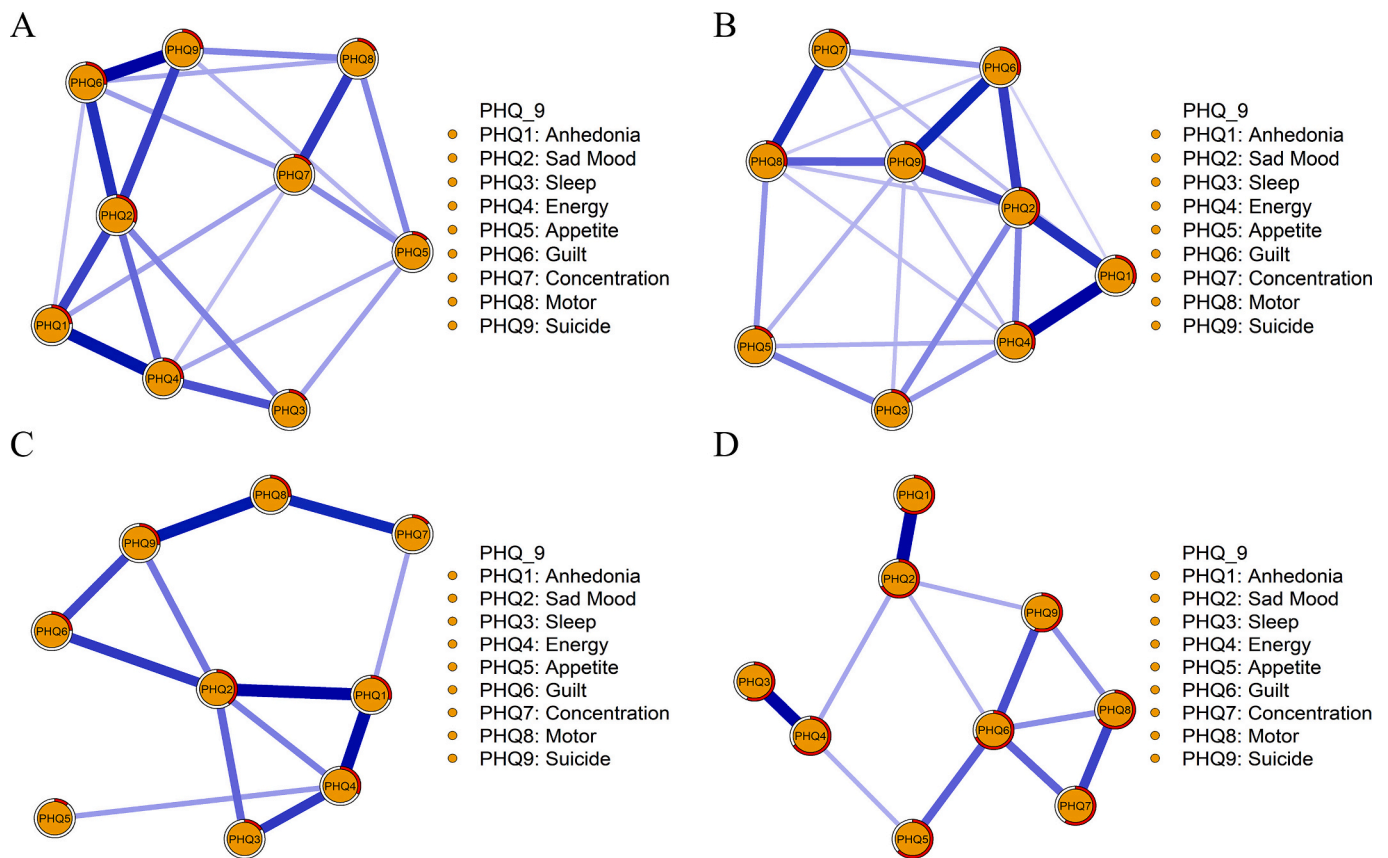 A
PHQ9
PHQ8
PHQ6
PHQ7
PHQ2
PHQ5
PHQ1
PHQ4
PHQ3
PHQ_9
PHQ1: Anhedonia
PHQ2: Sad Mood
PHQ3: Sleep
PHQ4: Energy
PHQ5: Appetite
PHQ6: Guilt
PHQ7: Concentration
PHQ8: Motor
PHQ9: Suicide
B
PHQ7
PHQ6
PHQ8
PHQ9
PHQ2
PHQ1
PHQ4
PHQ5
PHQ3
PHQ_9
PHQ1: Anhedonia
PHQ2: Sad Mood
PHQ3: Sleep
PHQ4: Energy
PHQ5: Appetite
PHQ6: Guilt
PHQ7: Concentration
PHQ8: Motor
PHQ9: Suicide
C
PHQ8
PHQ7
PHQ9
PHQ6
PHQ2
PHQ1
PHQ4
PHQ5
PHQ3
PHQ_9
PHQ1: Anhedonia
PHQ2: Sad Mood
PHQ3: Sleep
PHQ4: Energy
PHQ5: Appetite
PHQ6: Guilt
PHQ7: Concentration
PHQ8: Motor
PHQ9: Suicide
D
PHQ1
PHQ2
PHQ9
PHQ3
PHQ8
PHQ4
PHQ6
PHQ7
PHQ5
PHQ_9
PHQ1: Anhedonia
PHQ2: Sad Mood
PHQ3: Sleep
PHQ4: Energy
PHQ5: Appetite
PHQ6: Guilt
PHQ7: Concentration
PHQ8: Motor
PHQ9: Suicide